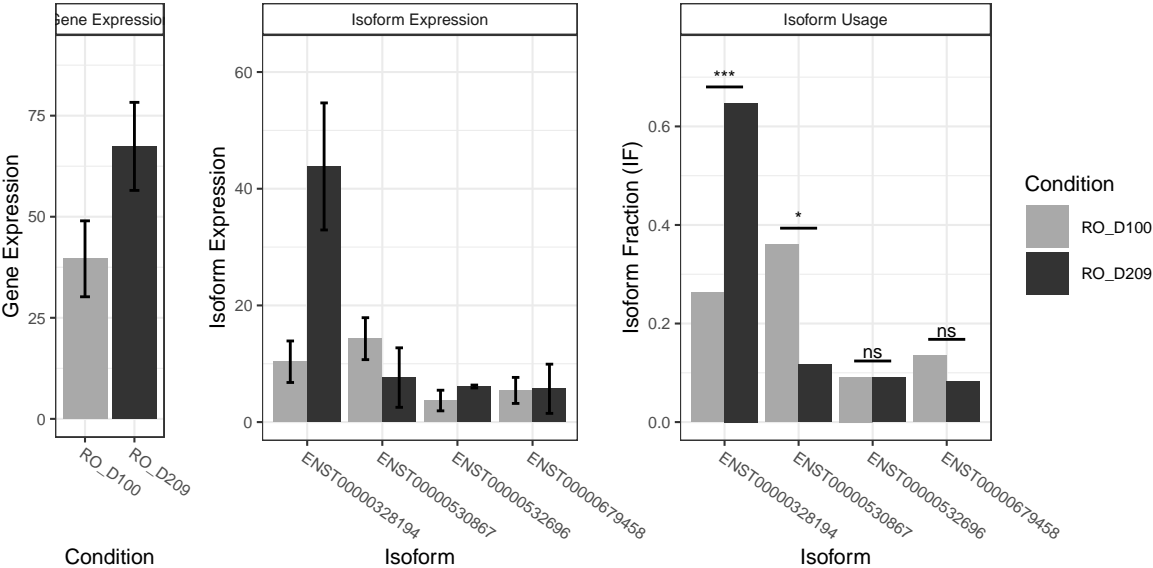 Gene Expression
Gene Expression
75
50
25
0
RO_D100
RO_D209
Condition
Isoform Expression
Isoform Expression
60
40
20
0
ENST00000328194
ENST00000530867
ENST00000532696
ENST00000679458
Isoform
Isoform Usage
Isoform Fraction (IF)
0.6
0.4
0.2
0.0
***
*
ns
ns
ENST00000328194
ENST00000530867
ENST00000532696
ENST00000679458
Isoform
Condition
RO_D100
RO_D209